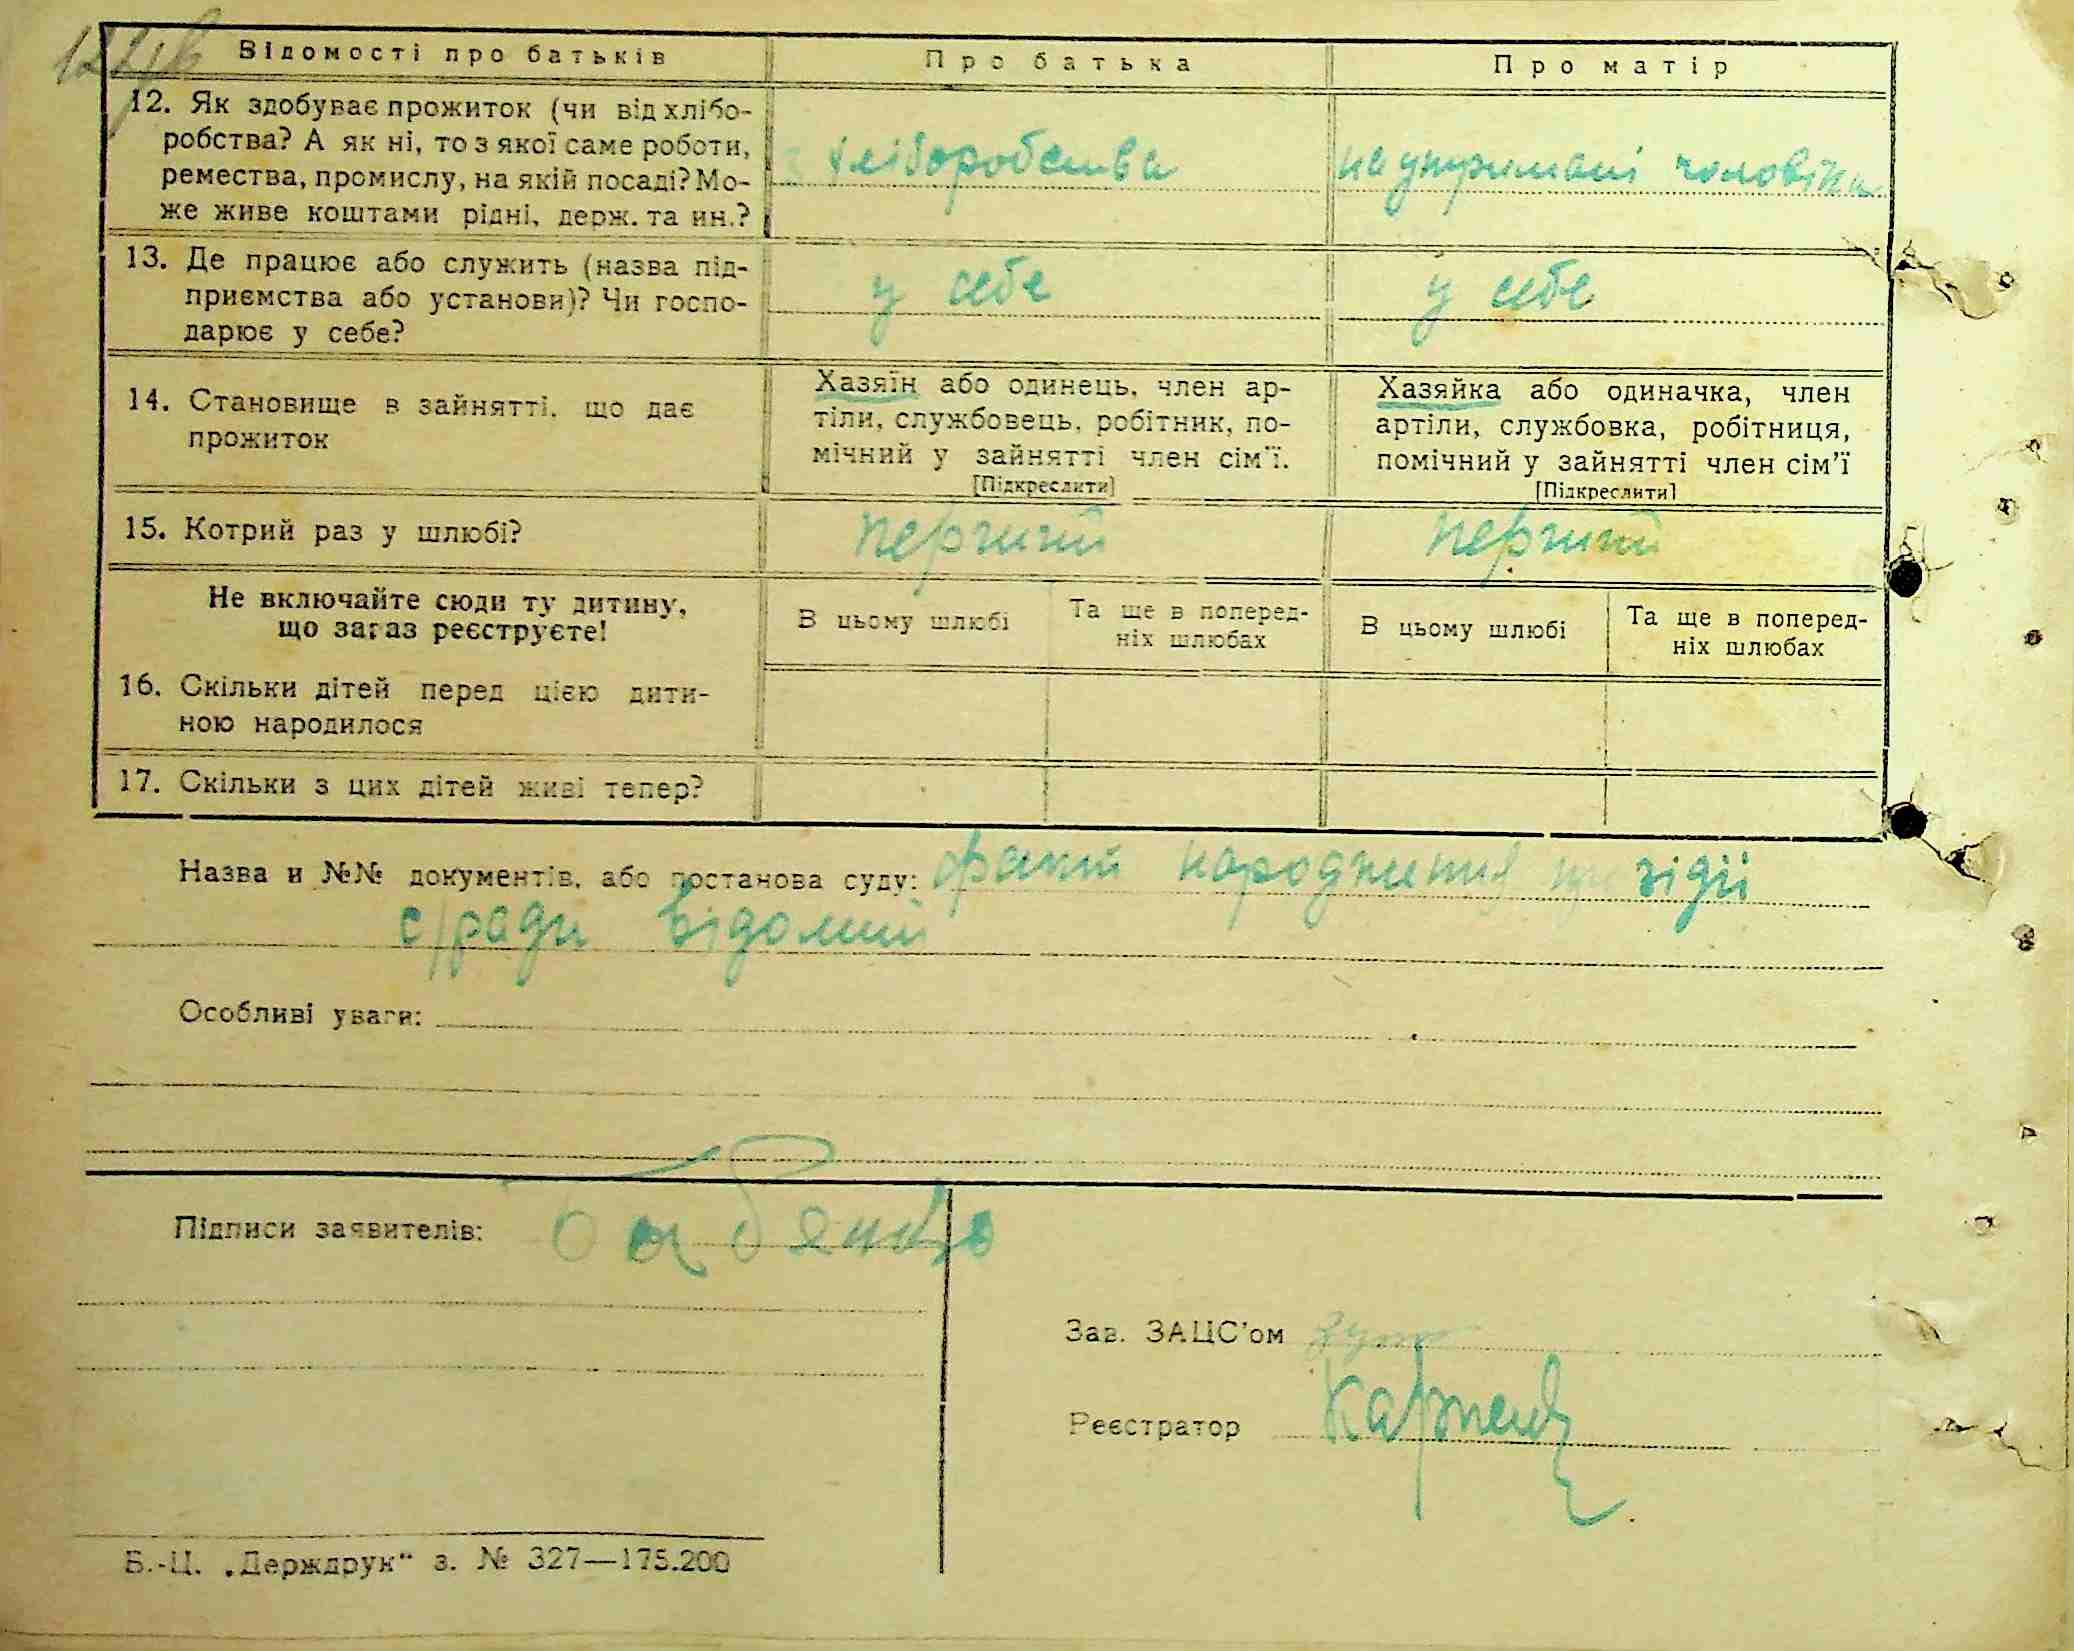 Відомості про батьків
Про батька
Про матір
12. Як здобуває прожиток (чи від хлібо-
робства? А як ні, то з якої саме роботи,
ремества, промислу, на якій посаді? Мо-
же живе коштами рідні, держ. та ин.?
з хліборобства
на утримані чоловіка
13. Де працює або служить (назва під-
приємства або установи)? Чи госпо-
дарює у себе?
у себе
у себе
14. Становище в зайнятті, що дає
прожиток
Хазяїн або одинець, член ар-
тіли, службовець, робітник, по-
мічний у зайнятті член сім'ї.
[Підкреслити]
Хазяйка або одиначка, член
артіли, службовка, робітниця,
помічний у зайнятті член сім'ї
[Підкреслити]
15. Котрий раз у шлюбі?
перший
перший
Не включайте сюди ту дитину,
що зараз реєструєте!
В цьому шлюбі
Та ще в поперед-
ніх шлюбах
В цьому шлюбі
Та ще в поперед-
ніх шлюбах
16. Скільки дітей перед цією дити-
ною народилося
17. Скільки з цих дітей живі тепер?
Назва и №№ документів, або постанова суду: факт народження
с/ради відомий
Особливі уваги:
Підписи заявителів:
Зав. ЗАЦС'ом
Реєстратор
Б.-Ц. „Держдрук" з. № 327—175.200